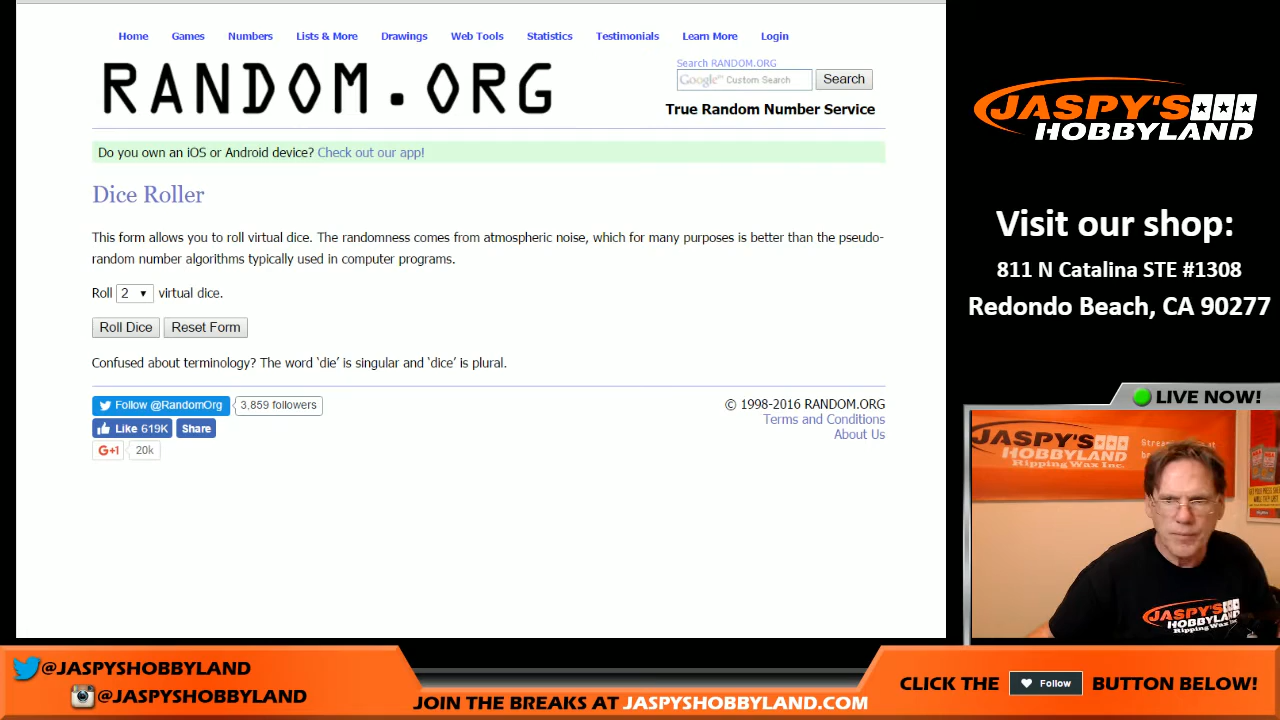 Home Games Numbers Lists & More Drawings Web Tools Statistics Testimonials Learn More Login
RANDOM.ORG
Search RANDOM.ORG
Google™ Custom Search Search
True Random Number Service
Do you own an iOS or Android device? Check out our app!
Dice Roller
This form allows you to roll virtual dice. The randomness comes from atmospheric noise, which for many purposes is better than the pseudo-
random number algorithms typically used in computer programs.
Roll 2 virtual dice.
Roll Dice Reset Form
Confused about terminology? The word ‘die’ is singular and ‘dice’ is plural.
Follow @RandomOrg 3,859 followers
Like 619K Share
G+1 20k
© 1998-2016 RANDOM.ORG
Terms and Conditions
About Us
JASPY'S
HOBBYLAND
Visit our shop:
811 N Catalina STE #1308
Redondo Beach, CA 90277
LIVE NOW!
JASPY'S
HOBBYLAND
Ripping Wax Inc.
JASPY'S
HOBBYLAND
Ripping Wax Inc
@JASPYSHOBBYLAND
@JASPYSHOBBYLAND
JOIN THE BREAKS AT JASPYSHOBBYLAND.COM
CLICK THE Follow BUTTON BELOW!